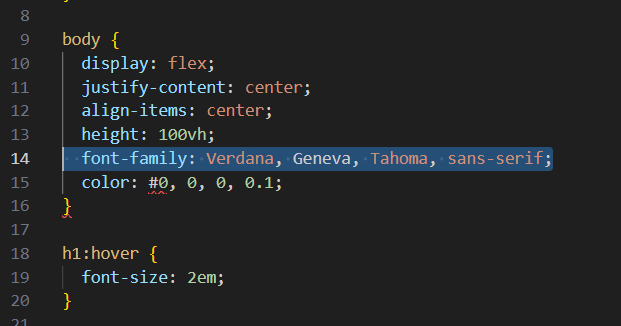 8
9 body {
10   display: flex;
11   justify-content: center;
12   align-items: center;
13   height: 100vh;
14   font-family: Verdana, Geneva, Tahoma, sans-serif;
15   color: #0, 0, 0, 0.1;
16 }
17
18 h1:hover {
19   font-size: 2em;
20 }
21